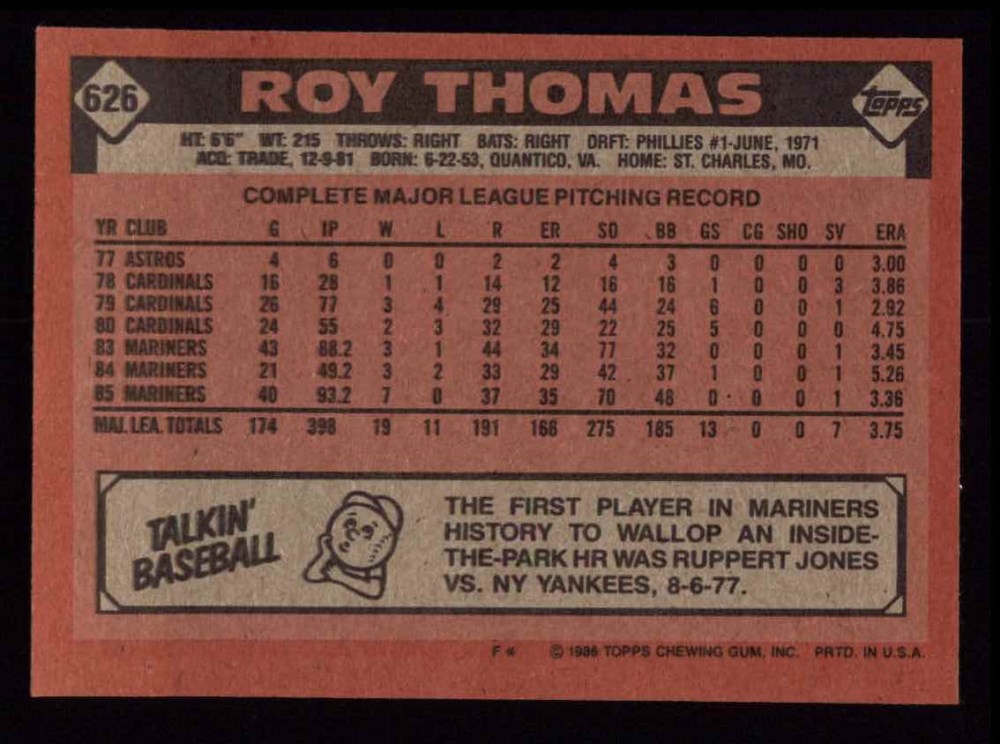 626 ROY THOMAS Topps
HT: 6'6" WT: 215 THROWS: RIGHT BATS: RIGHT DRFT: PHILLIES #1-JUNE, 1971
ACQ: TRADE, 12-9-81 BORN: 6-22-53, QUANTICO, VA. HOME: ST. CHARLES, MO.
COMPLETE MAJOR LEAGUE PITCHING RECORD
YR CLUB G IP W L R ER SO BB GS CG SHO SV ERA
77 ASTROS 4 6 0 0 2 2 4 3 0 0 0 0 3.00
78 CARDINALS 16 28 1 1 14 12 16 16 1 0 0 3 3.86
79 CARDINALS 26 77 3 4 29 25 44 24 6 0 0 1 2.92
80 CARDINALS 24 55 2 3 32 29 22 25 5 0 0 0 4.75
83 MARINERS 43 88.2 3 1 44 34 77 32 0 0 0 1 3.45
84 MARINERS 21 49.2 3 2 33 29 42 37 1 0 0 1 5.26
85 MARINERS 40 93.2 7 0 37 35 70 48 0 0 0 1 3.36
MAJ. LEA. TOTALS 174 398 19 11 191 166 275 185 13 0 0 7 3.75
TALKIN'
BASEBALL
THE FIRST PLAYER IN MARINERS
HISTORY TO WALLOP AN INSIDE-
THE-PARK HR WAS RUPPERT JONES
VS. NY YANKEES, 8-6-77.
F* © 1986 TOPPS CHEWING GUM, INC. PRTD. IN U.S.A.